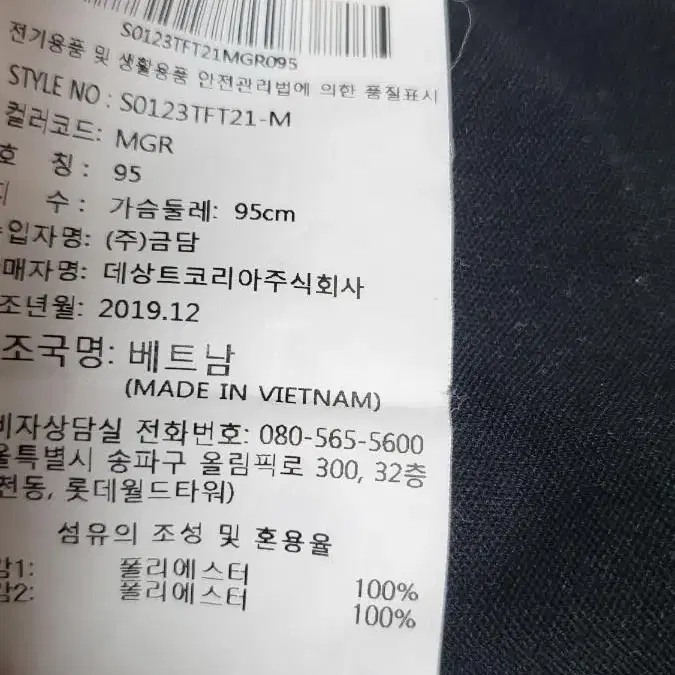 S0123TFT21MGR095
전기용품 및 생활용품 안전관리법에 의한 품질표시
STYLE NO : S0123TFT21-M
컬러코드: MGR
호 칭 : 95
수 : 가슴둘레: 95cm
입자명: (주)금담
매자명: 데상트코리아주식회사
조년월: 2019.12
조국명: 베트남
(MADE IN VIETNAM)
비자상담실 전화번호: 080-565-5600
울특별시 송파구 올림픽로 300, 32층
천동, 롯데월드타워)
섬유의 조성 및 혼용율
감1: 폴리에스터 100%
감2: 폴리에스터 100%